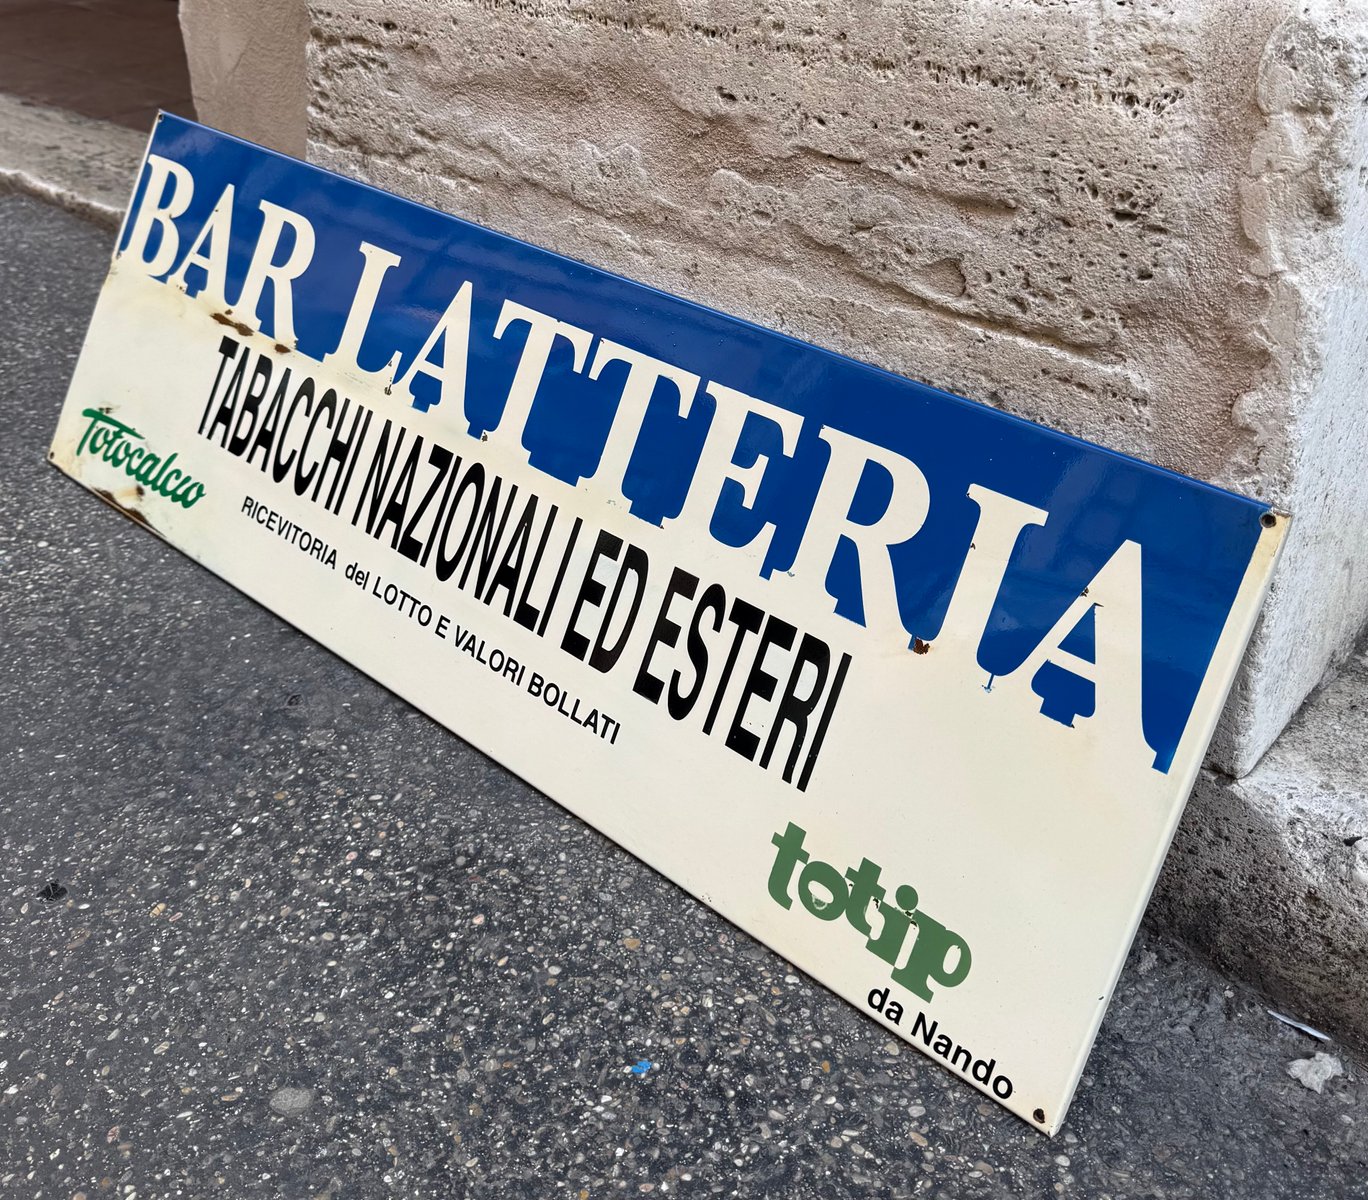 BAR LATTERIA
TABACCHI NAZIONALI ED ESTERI
RICEVITORIA del LOTTO E VALORI BOLLATI
Totocalcio
totip
da Nando